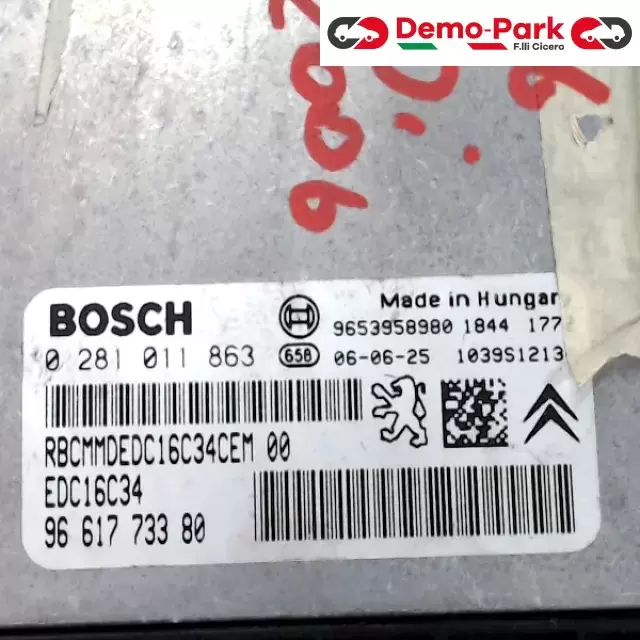 Demo-Park
F.lli Cicero
BOSCH
Made in Hungar
9653958980 1844 177
0 281 011 863 658 06-06-25 1039S1213
RBCMMDEDC16C34CEM 00
EDC16C34
96 617 733 80